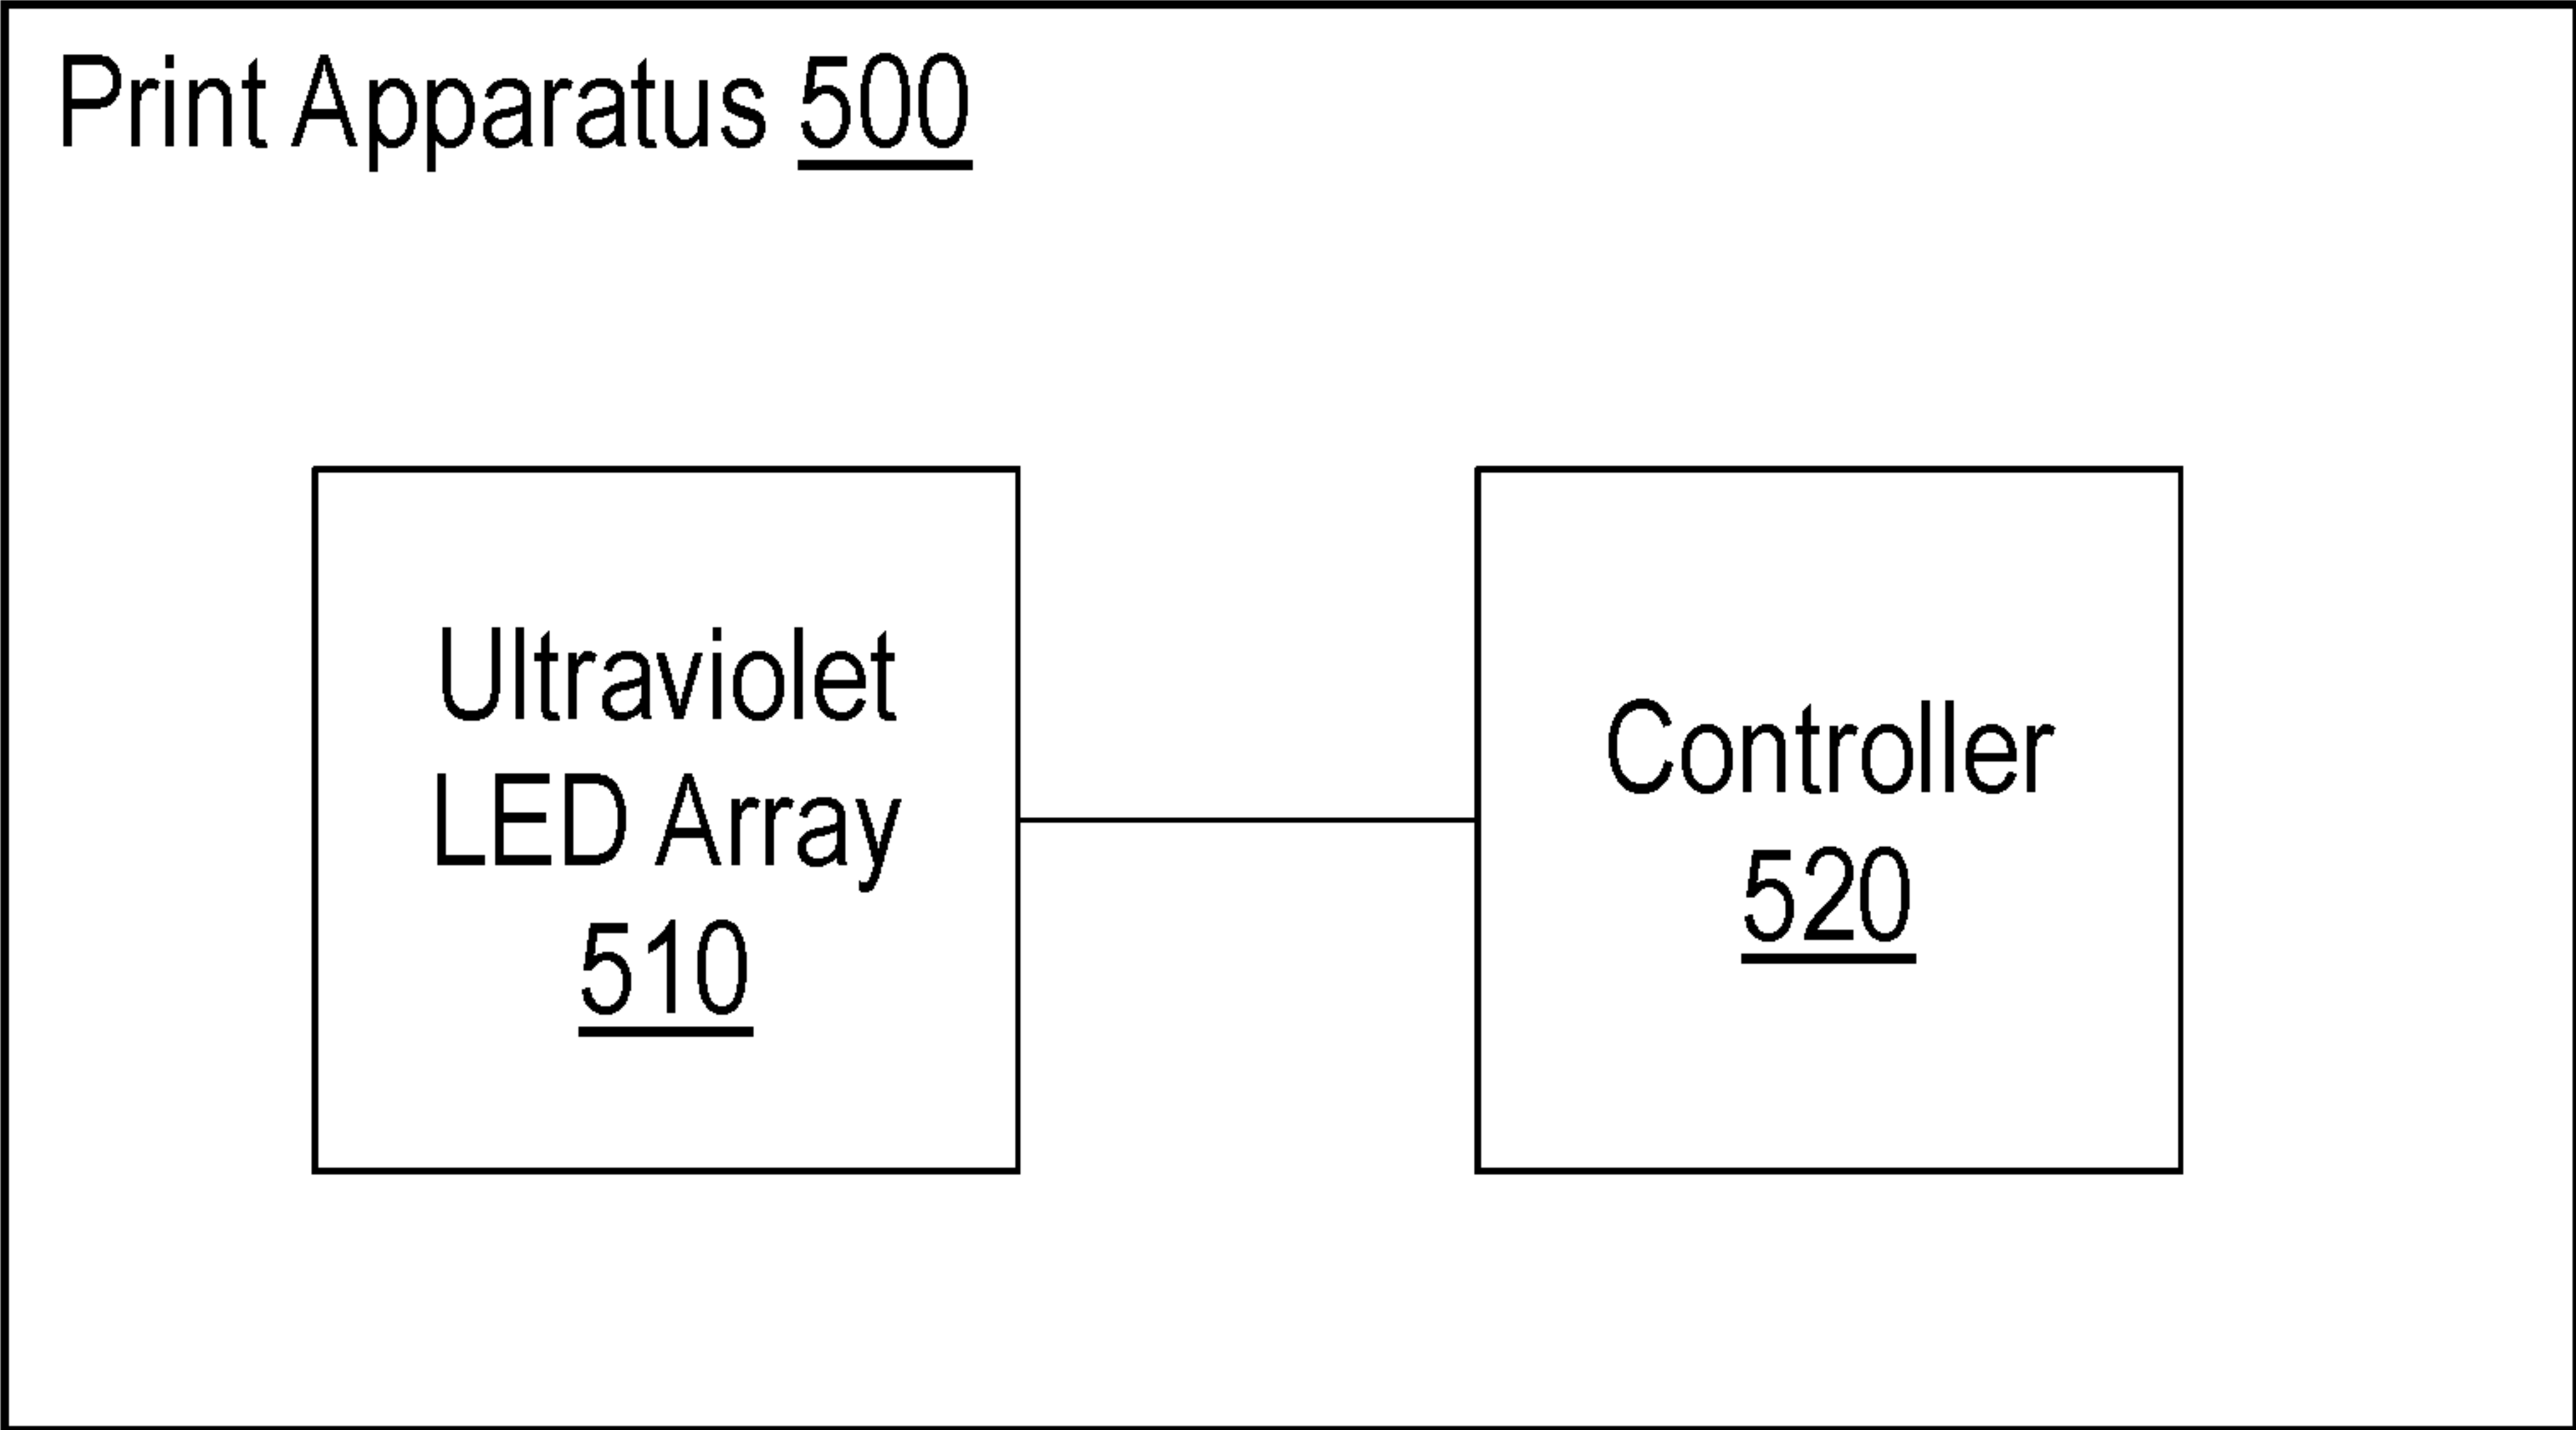 Print Apparatus 500
Ultraviolet
LED Array
510
Controller
520